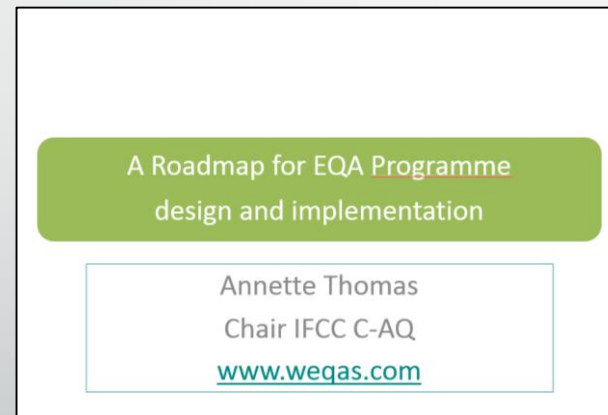 A Roadmap for EQA Programme
design and implementation
Annette Thomas
Chair IFCC C-AQ
www.weqas.com